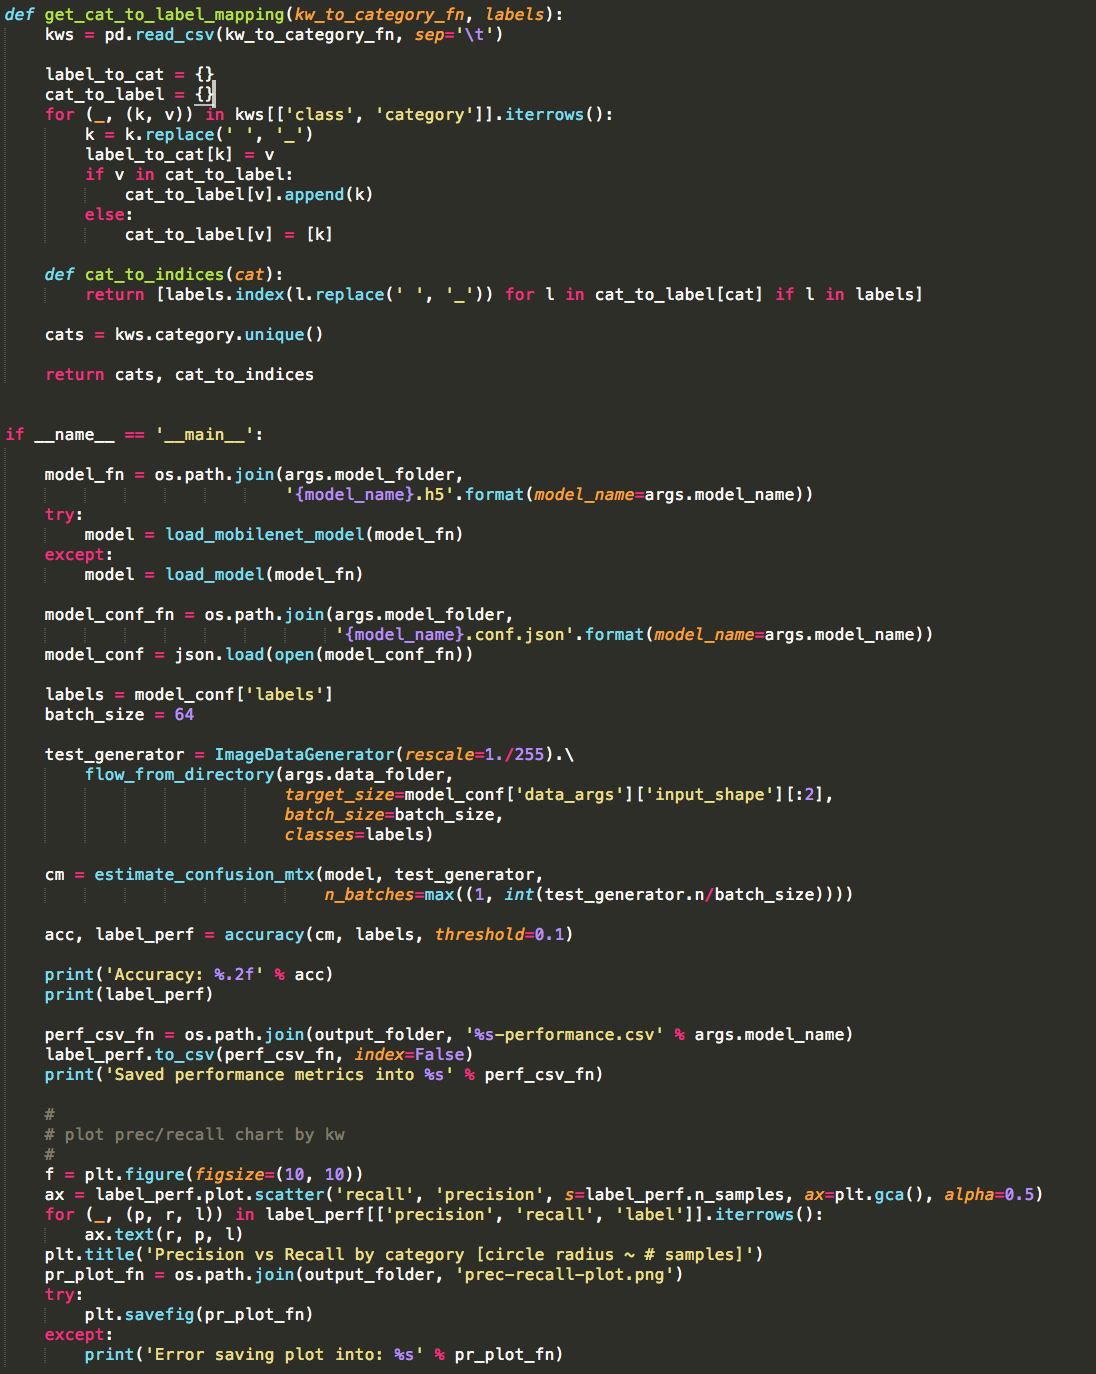 def get_cat_to_label_mapping(kw_to_category_fn, labels):
    kws = pd.read_csv(kw_to_category_fn, sep='\t')

    label_to_cat = {}
    cat_to_label = {}
    for (_, (k, v)) in kws[['class', 'category']].iterrows():
        k = k.replace(' ', '_')
        label_to_cat[k] = v
        if v in cat_to_label:
            cat_to_label[v].append(k)
        else:
            cat_to_label[v] = [k]

    def cat_to_indices(cat):
        return [labels.index(l.replace(' ', '_')) for l in cat_to_label[cat] if l in labels]

    cats = kws.category.unique()

    return cats, cat_to_indices


if __name__ == '__main__':

    model_fn = os.path.join(args.model_folder,
                            '{model_name}.h5'.format(model_name=args.model_name))
    try:
        model = load_mobilenet_model(model_fn)
    except:
        model = load_model(model_fn)

    model_conf_fn = os.path.join(args.model_folder,
                                 '{model_name}.conf.json'.format(model_name=args.model_name))
    model_conf = json.load(open(model_conf_fn))

    labels = model_conf['labels']
    batch_size = 64

    test_generator = ImageDataGenerator(rescale=1./255).\
        flow_from_directory(args.data_folder,
                            target_size=model_conf['data_args']['input_shape'][:2],
                            batch_size=batch_size,
                            classes=labels)

    cm = estimate_confusion_mtx(model, test_generator,
                                n_batches=max((1, int(test_generator.n/batch_size))))

    acc, label_perf = accuracy(cm, labels, threshold=0.1)

    print('Accuracy: %.2f' % acc)
    print(label_perf)

    perf_csv_fn = os.path.join(output_folder, '%s-performance.csv' % args.model_name)
    label_perf.to_csv(perf_csv_fn, index=False)
    print('Saved performance metrics into %s' % perf_csv_fn)

    #
    # plot prec/recall chart by kw
    #
    f = plt.figure(figsize=(10, 10))
    ax = label_perf.plot.scatter('recall', 'precision', s=label_perf.n_samples, ax=plt.gca(), alpha=0.5)
    for (_, (p, r, l)) in label_perf[['precision', 'recall', 'label']].iterrows():
        ax.text(r, p, l)
    plt.title('Precision vs Recall by category [circle radius ~ # samples]')
    pr_plot_fn = os.path.join(output_folder, 'prec-recall-plot.png')
    try:
        plt.savefig(pr_plot_fn)
    except:
        print('Error saving plot into: %s' % pr_plot_fn)